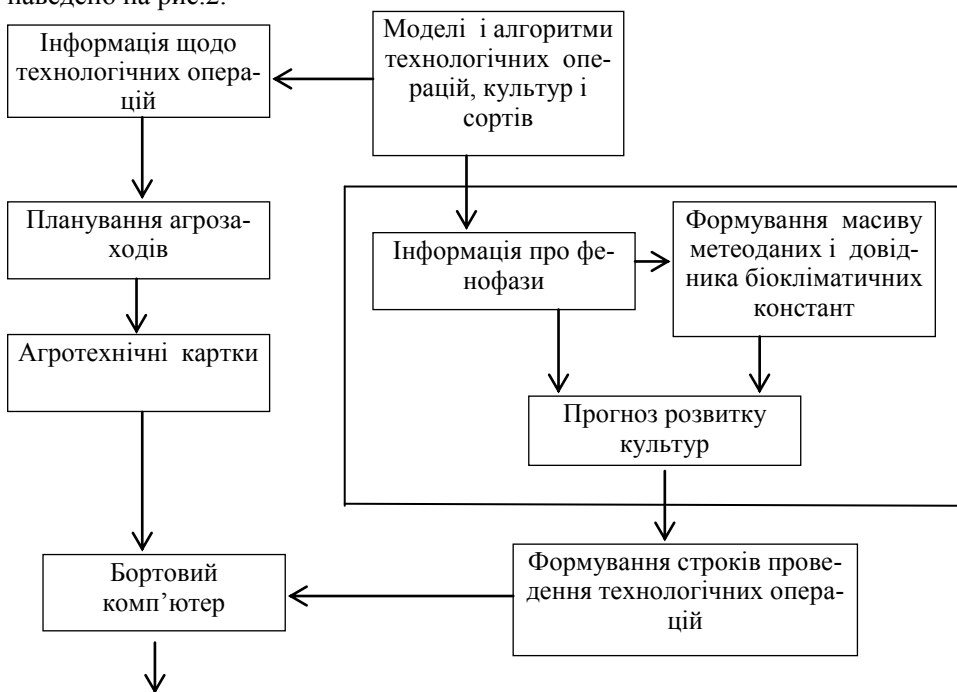 наведено на рис.2.
Інформація щодо
технологічних опера-
цій
Моделі і алгоритми
технологічних опе-
рацій, культур і
сортів
Планування агроза-
ходів
Інформація про фе-
нофази
Формування масиву
метеоданих і довід-
ника біокліматичних
констант
Агротехнічні картки
Прогноз розвитку
культур
Бортовий
комп’ютер
Формування строків прове-
дення технологічних опера-
цій